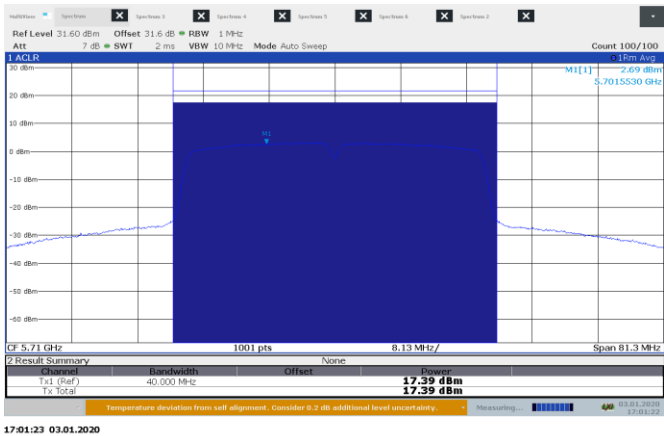 MultiView Spectrum Spectrum 3 Spectrum 4 Spectrum 5 Spectrum 6 Spectrum 2
Ref Level 31.60 dBm Offset 31.6 dB RBW 1 MHz
Att 7 dB SWT 2 ms VBW 10 MHz Mode Auto Sweep Count 100/100
1 ACLR 1Rm Avg
M1[1] 2.69 dBm
5.7015530 GHz
30 dBm
20 dBm
10 dBm
M1
0 dBm
-10 dBm
-20 dBm
-30 dBm
-40 dBm
-50 dBm
-60 dBm
CF 5.71 GHz 1001 pts 8.13 MHz/ Span 81.3 MHz
2 Result Summary None
Channel Bandwidth Offset Power
Tx1 (Ref) 40.000 MHz 17.39 dBm
Tx Total 17.39 dBm
Temperature deviation from self alignment. Consider 0.2 dB additional level uncertainty. Measuring... 03.01.2020
17:01:22
17:01:23 03.01.2020